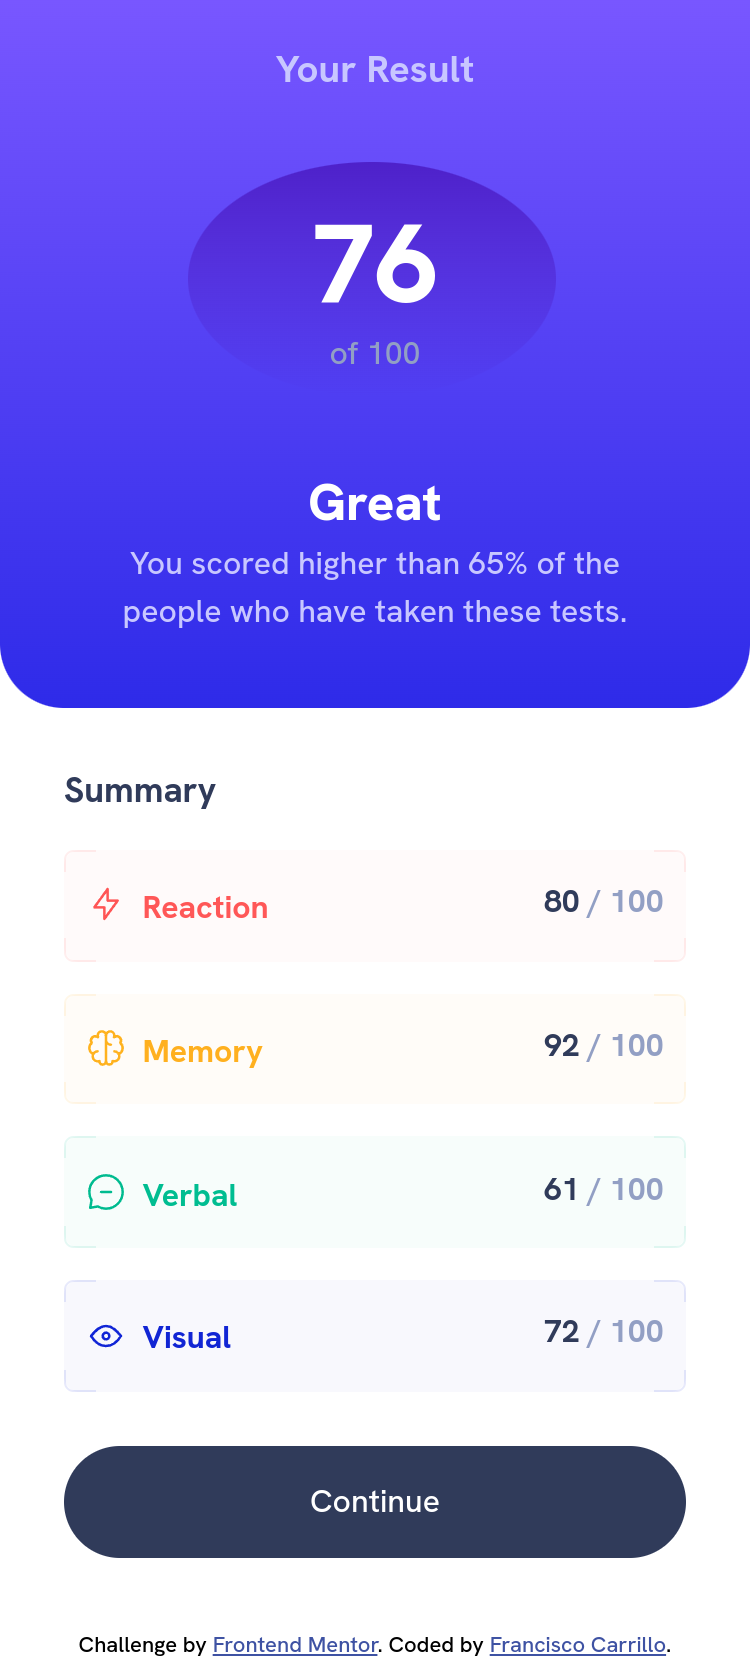 Your Result
76
of 100
Great
You scored higher than 65% of the
people who have taken these tests.
Summary
Reaction 80 / 100
Memory 92 / 100
Verbal 61 / 100
Visual 72 / 100
Continue
Challenge by Frontend Mentor. Coded by Francisco Carrillo.